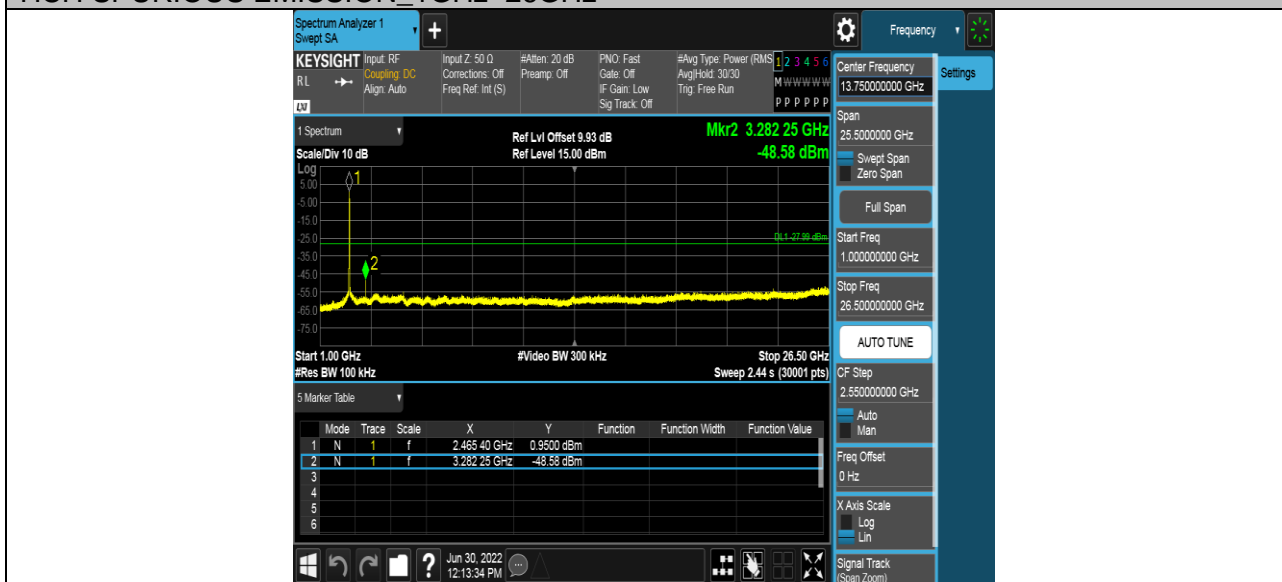 Spectrum Analyzer 1
Swept SA
+
Frequency
KEYSIGHT
RL
LXI
Input: RF
Coupling: DC
Align: Auto
Input Z: 50 Ω
Corrections: Off
Freq Ref: Int (S)
#Atten: 20 dB
Preamp: Off
PNO: Fast
Gate: Off
IF Gain: Low
Sig Track: Off
#Avg Type: Power (RMS
Avg|Hold: 30/30
Trig: Free Run
1 2 3 4 5 6
M W W W W W
P P P P P P
1 Spectrum
Scale/Div 10 dB
Ref Lvl Offset 9.93 dB
Ref Level 15.00 dBm
Mkr2 3.282 25 GHz
-48.58 dBm
Log
5.00
-5.00
-15.0
-25.0
-35.0
-45.0
-55.0
-65.0
-75.0
1
2
DL1 -27.99 dBm
Start 1.00 GHz
#Video BW 300 kHz
Stop 26.50 GHz
#Res BW 100 kHz
Sweep 2.44 s (30001 pts)
5 Marker Table
Mode Trace Scale X Y Function Function Width Function Value
1 N 1 f 2.465 40 GHz 0.9500 dBm
2 N 1 f 3.282 25 GHz -48.58 dBm
3
4
5
6
?
Jun 30, 2022
12:13:34 PM
Center Frequency
13.750000000 GHz
Settings
Span
25.5000000 GHz
Swept Span
Zero Span
Full Span
Start Freq
1.000000000 GHz
Stop Freq
26.500000000 GHz
AUTO TUNE
CF Step
2.550000000 GHz
Auto
Man
Freq Offset
0 Hz
X Axis Scale
Log
Lin
Signal Track
(Span Zoom)